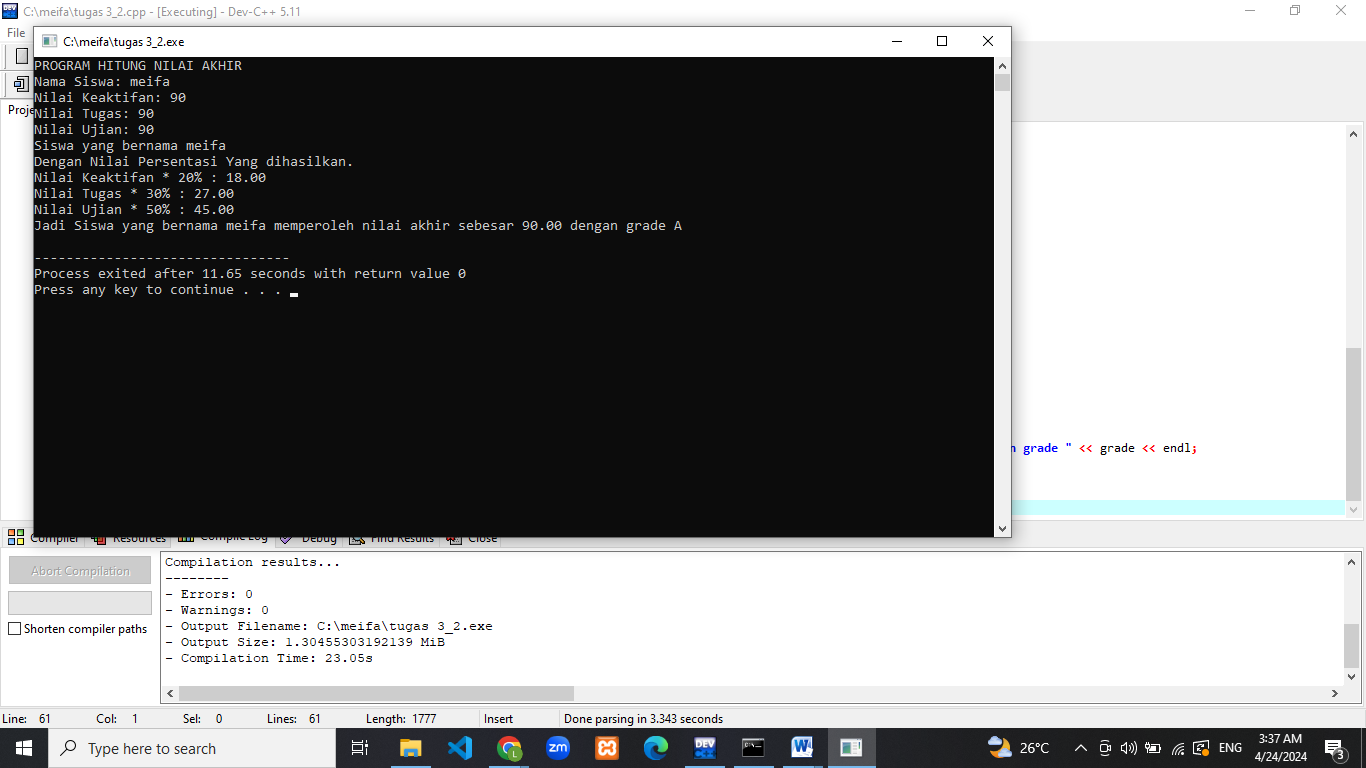 C:\meifa\tugas 3_2.cpp - [Executing] - Dev-C++ 5.11
File
C:\meifa\tugas 3_2.exe
PROGRAM HITUNG NILAI AKHIR
Nama Siswa: meifa
Nilai Keaktifan: 90
Nilai Tugas: 90
Nilai Ujian: 90
Siswa yang bernama meifa
Dengan Nilai Persentasi Yang dihasilkan.
Nilai Keaktifan * 20% : 18.00
Nilai Tugas * 30% : 27.00
Nilai Ujian * 50% : 45.00
Jadi Siswa yang bernama meifa memperoleh nilai akhir sebesar 90.00 dengan grade A
--------------------------------
Process exited after 11.65 seconds with return value 0
Press any key to continue . . .
Proje
n grade " << grade << endl;
Compiler Resources Compile Log Debug Find Results Close
Abort Compilation
Shorten compiler paths
Compilation results...
--------
- Errors: 0
- Warnings: 0
- Output Filename: C:\meifa\tugas 3_2.exe
- Output Size: 1.30455303192139 MiB
- Compilation Time: 23.05s
Line: 61 Col: 1 Sel: 0 Lines: 61 Length: 1777 Insert Done parsing in 3.343 seconds
Type here to search
DEV
zm
26°C
ENG
3:37 AM
4/24/2024
3